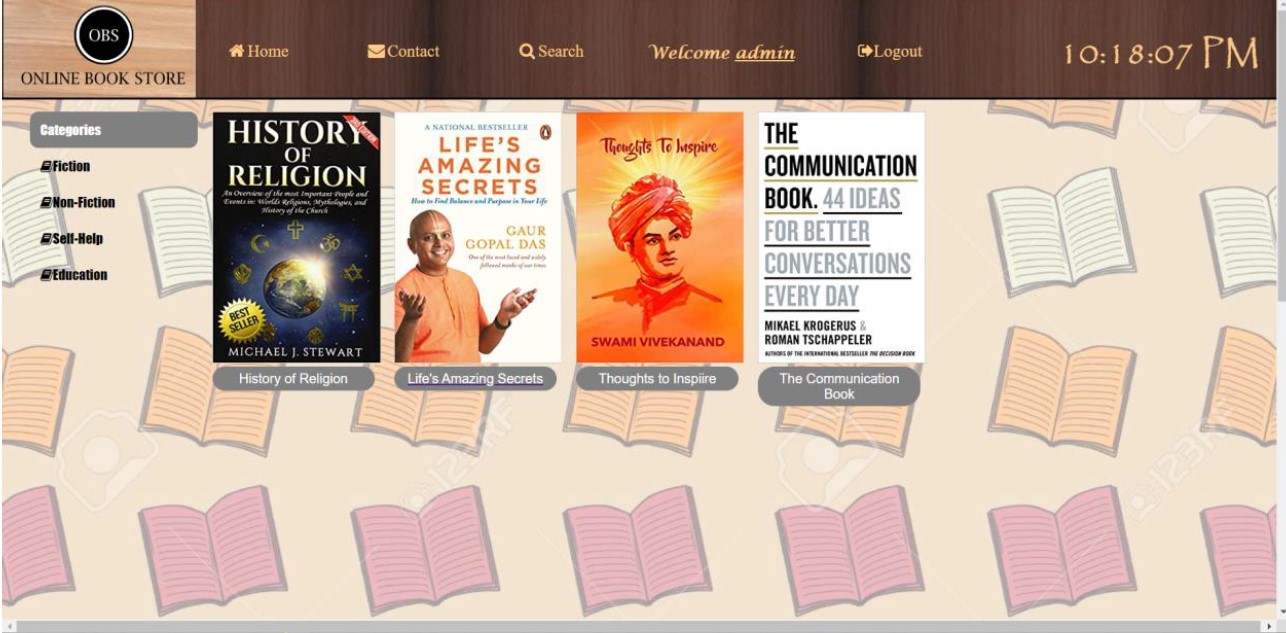 OBS
ONLINE BOOK STORE
Home
Contact
Search
Welcome admin
Logout
10:18:07 PM
Categories
Fiction
Non-Fiction
Self-Help
Education
HISTORY
OF
RELIGION
An Overview of the most Important People and
Events in: Worlds Religions, Mythologies, and
History of the Church
BEST
SELLER
MICHAEL J. STEWART
History of Religion
A NATIONAL BESTSELLER
LIFE'S
AMAZING
SECRETS
How to Find Balance and Purpose in Your Life
GAUR
GOPAL DAS
One of the most loved and widely
followed monks of our times
Life's Amazing Secrets
Thoughts To Inspire
SWAMI VIVEKANAND
Thoughts to Inspiire
THE
COMMUNICATION
BOOK. 44 IDEAS
FOR BETTER
CONVERSATIONS
EVERY DAY
MIKAEL KROGERUS &
ROMAN TSCHAPPELER
AUTHORS OF THE INTERNATIONAL BESTSELLER THE DECISION BOOK
The Communication
Book
123RF
123RF